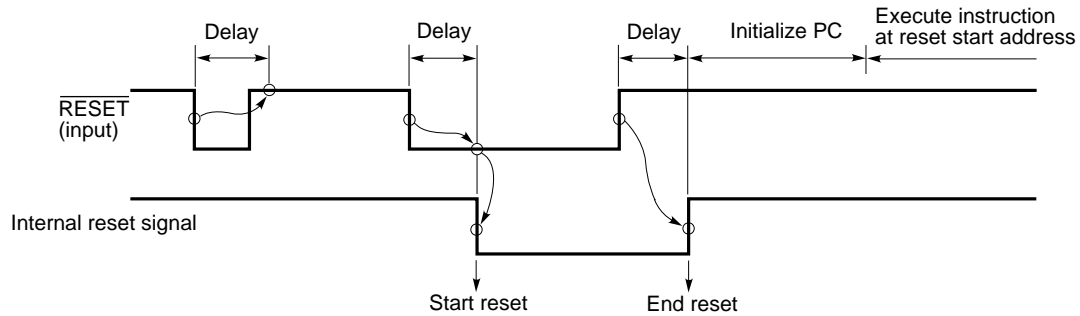 Delay
Delay
Delay
Initialize PC
Execute instruction
at reset start address
RESET
(input)
Internal reset signal
Start reset
End reset